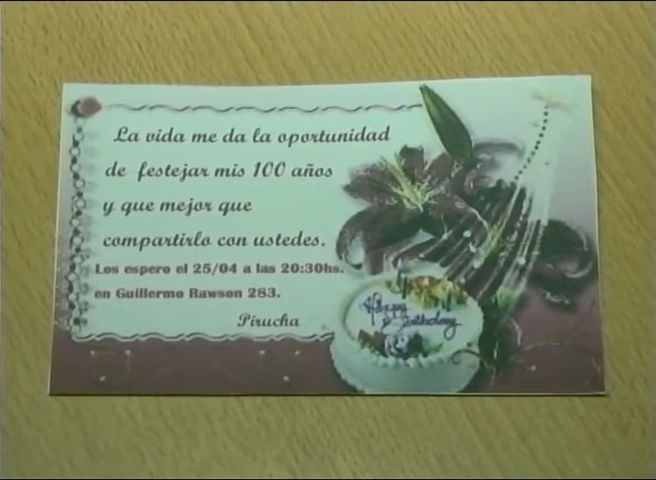 La vida me da la oportunidad
de festejar mis 100 años
y que mejor que
compartirlo con ustedes.
Los espero el 25/04 a las 20:30hs.
en Guillermo Rawson 283.
Pirucha
Happy
Birthday